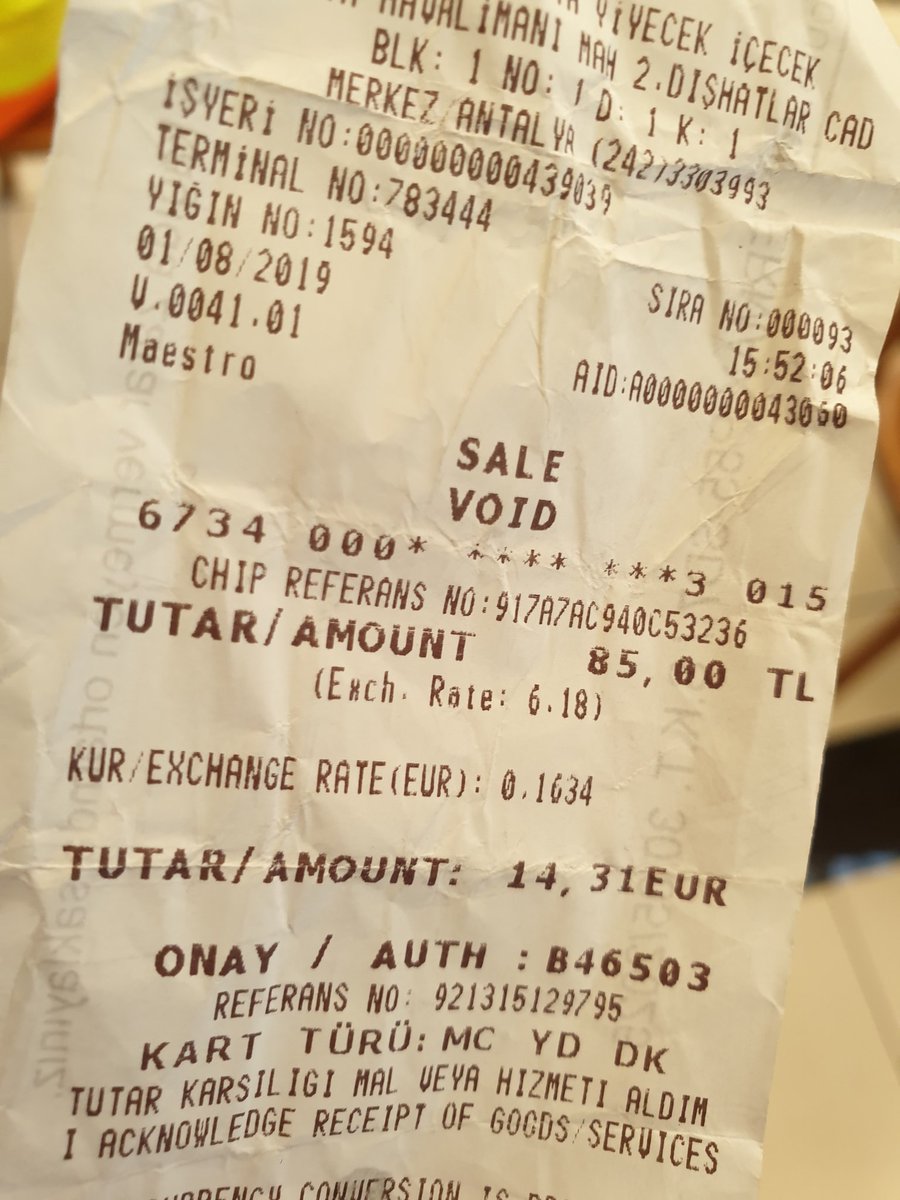 YİYECEK İÇECEK
HAVALİMANI MAH 2.DIŞHATLAR CAD
BLK: 1 NO: 1 D: 1 K: 1
MERKEZ/ANTALYA (242)3303993
İŞYERİ NO:000000000439039
TERMİNAL NO:783444
YIĞIN NO:1594
01/08/2019 SIRA NO:000093
V.0041.01 15:52:06
Maestro AID:A0000000043060
SALE
VOID
6734 000* **** ***3 015
CHIP REFERANS NO:917A7AC940C53236
TUTAR/AMOUNT 85,00 TL
(Exch. Rate: 6.18)
KUR/EXCHANGE RATE(EUR): 0.1634
TUTAR/AMOUNT: 14,31EUR
ONAY / AUTH :B46503
REFERANS NO: 921315129795
KART TÜRÜ:MC YD DK
TUTAR KARSILIGI MAL VEYA HIZMETI ALDIM
I ACKNOWLEDGE RECEIPT OF GOODS/SERVICES
CONVERSION IS